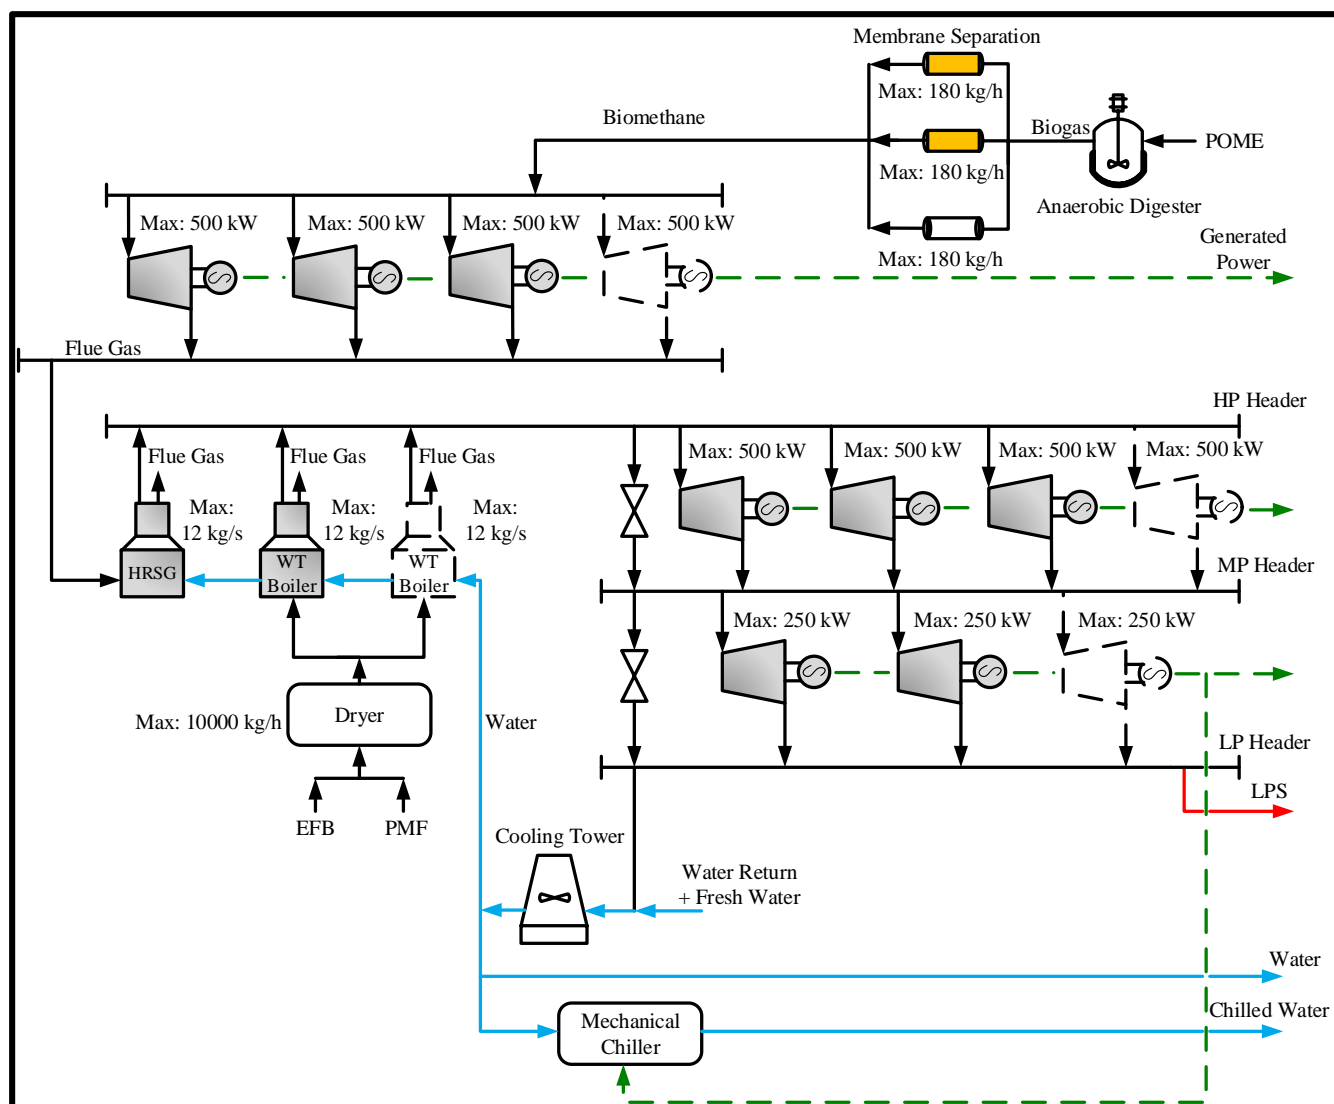 Membrane Separation
Max: 180 kg/h
Biomethane
Biogas
POME
Max: 180 kg/h
Anaerobic Digester
Max: 500 kW
Max: 500 kW
Max: 500 kW
Max: 500 kW
Max: 180 kg/h
Generated
Power
Flue Gas
HP Header
Flue Gas
Flue Gas
Flue Gas
Max: 500 kW
Max: 500 kW
Max: 500 kW
Max: 500 kW
Max:
12 kg/s
Max:
12 kg/s
Max:
12 kg/s
HRSG
WT
Boiler
WT
Boiler
MP Header
Max: 250 kW
Max: 250 kW
Max: 250 kW
Max: 10000 kg/h
Dryer
Water
LP Header
LPS
EFB
PMF
Cooling Tower
Water Return
+ Fresh Water
Water
Mechanical
Chiller
Chilled Water